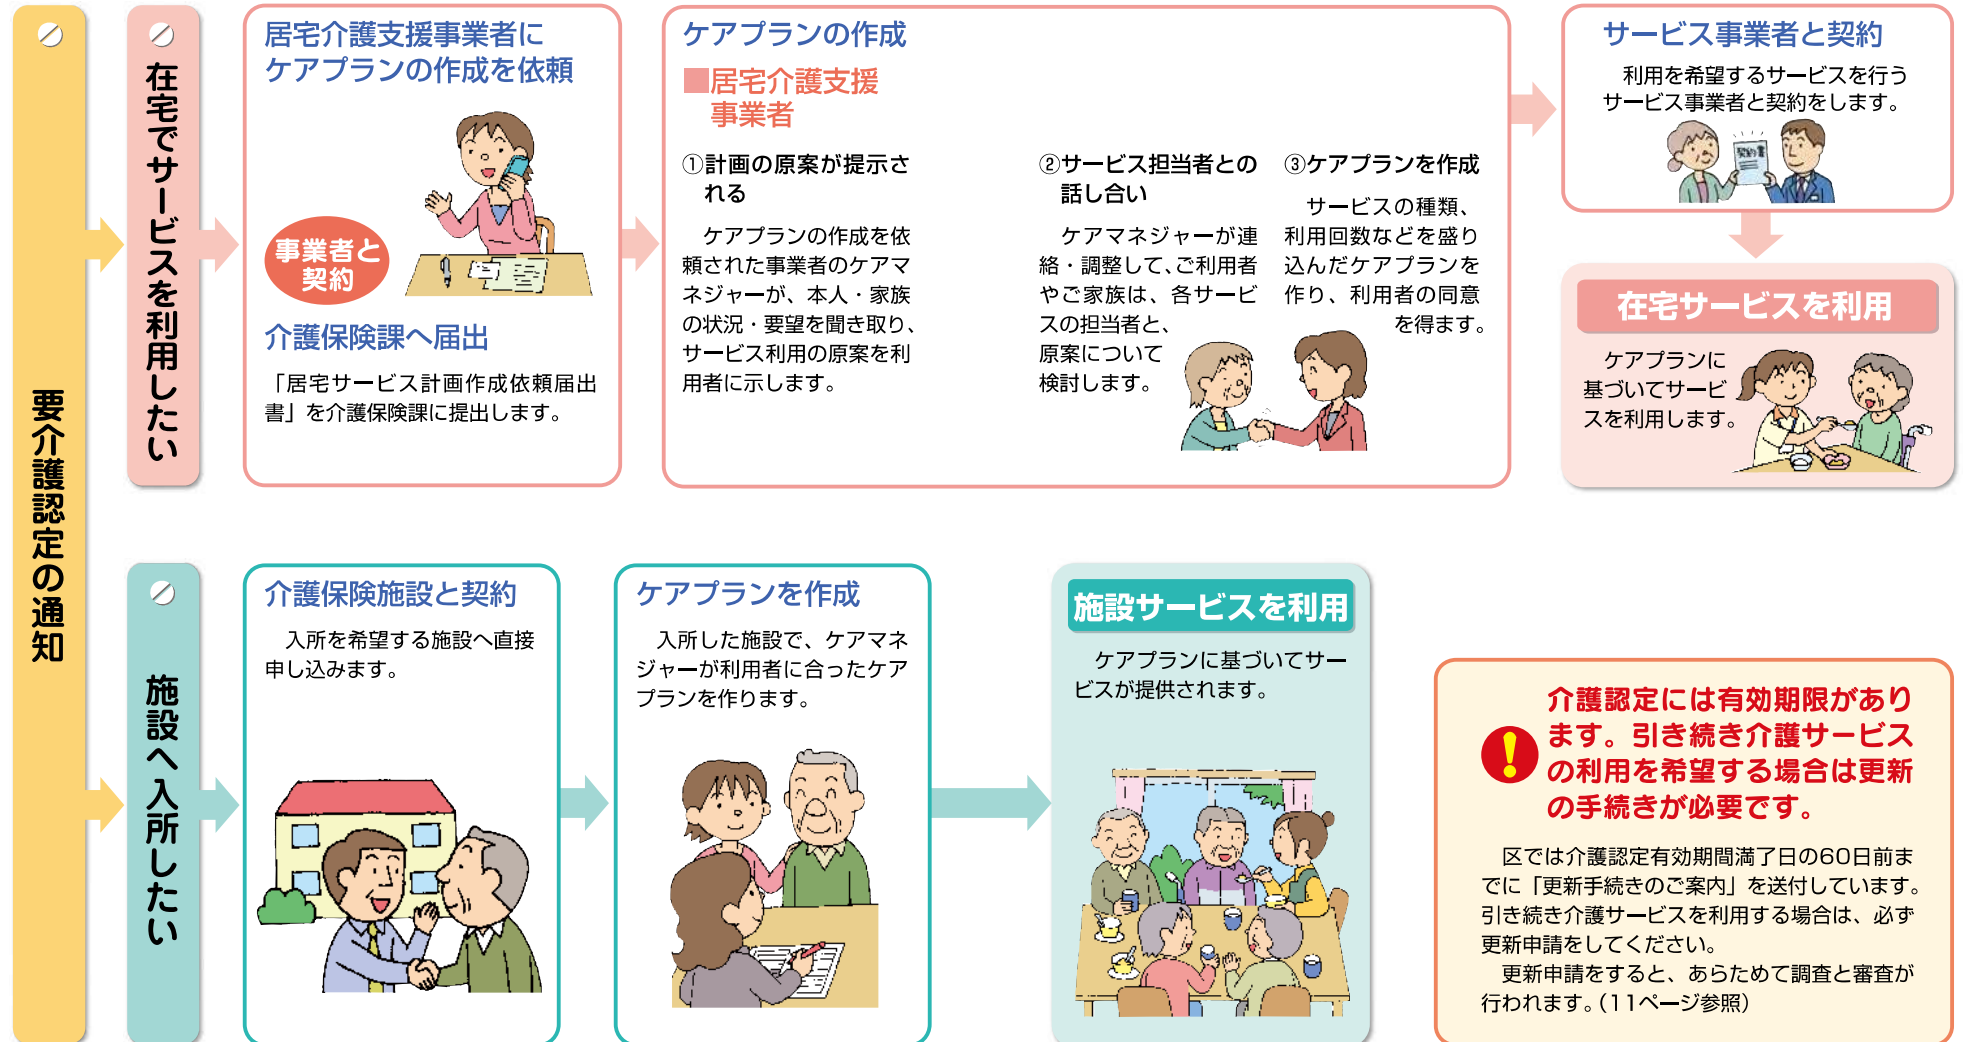 要介護認定の通知
在宅でサービスを利用したい
居宅介護支援事業者に
ケアプランの作成を依頼
事業者と
契約
介護保険課へ届出
「居宅サービス計画作成依頼届出
書」を介護保険課に提出します。
ケアプランの作成
■居宅介護支援
事業者
①計画の原案が提示さ
れる
ケアプランの作成を依
頼された事業者のケアマ
ネジャーが、本人・家族
の状況・要望を聞き取り、
サービス利用の原案を利
用者に示します。
②サービス担当者との
話し合い
ケアマネジャーが連
絡・調整して、ご利用者
やご家族は、各サービ
スの担当者と、
原案について
検討します。
③ケアプランを作成
サービスの種類、
利用回数などを盛り
込んだケアプランを
作り、利用者の同意
を得ます。
サービス事業者と契約
利用を希望するサービスを行う
サービス事業者と契約をします。
契約書
在宅サービスを利用
ケアプランに
基づいてサービ
スを利用します。
施設へ入所したい
介護保険施設と契約
入所を希望する施設へ直接
申し込みます。
ケアプランを作成
入所した施設で、ケアマネ
ジャーが利用者に合ったケア
プランを作ります。
施設サービスを利用
ケアプランに基づいてサー
ビスが提供されます。
介護認定には有効期限があり
ます。引き続き介護サービス
の利用を希望する場合は更新
の手続きが必要です。
区では介護認定有効期間満了日の60日前ま
でに「更新手続きのご案内」を送付しています。
引き続き介護サービスを利用する場合は、必ず
更新申請をしてください。
更新申請をすると、あらためて調査と審査が
行われます。(11ページ参照)